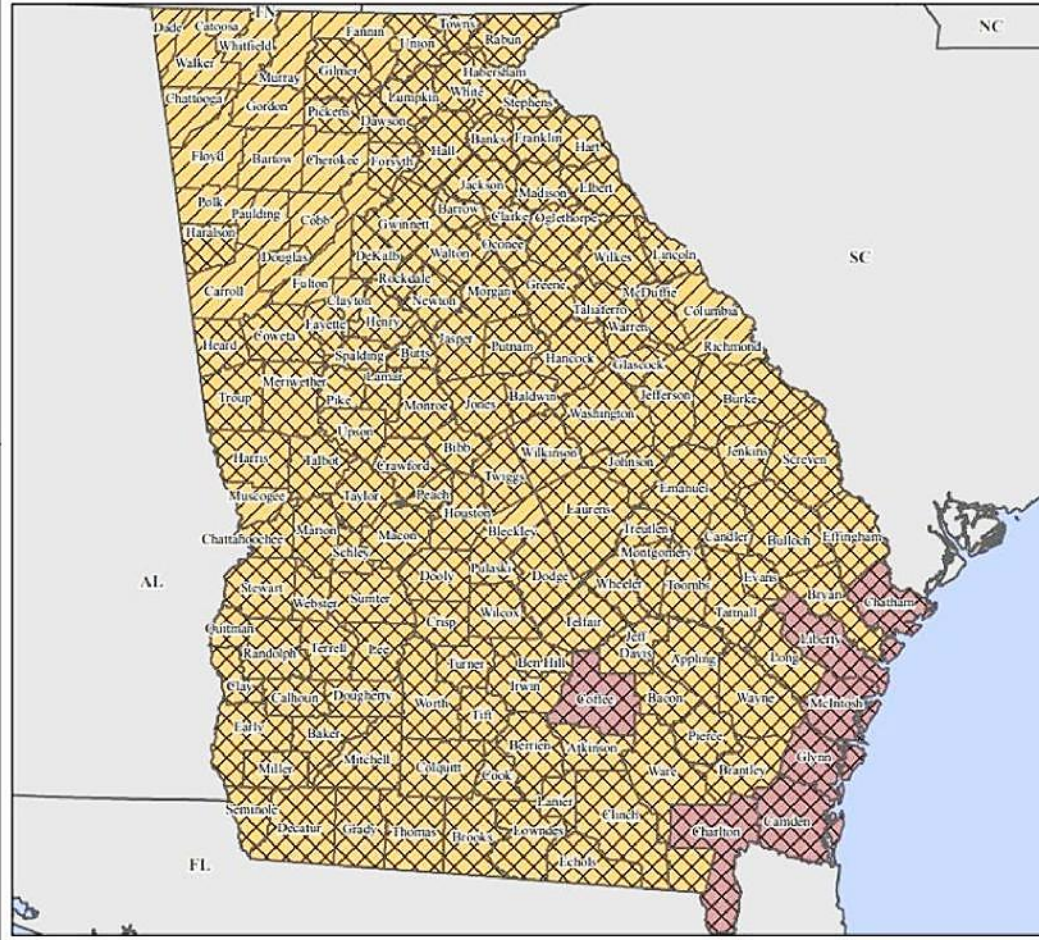 TN
NC
Dade Catoosa
Whitfield
Fannin
Towns
Union
Rabun
Walker
Murray
Gilmer
Habersham
White
Chattooga
Gordon
Pickens
Lumpkin
Stephens
Dawson
Floyd
Bartow
Cherokee
Forsyth
Hall
Banks
Franklin
Hart
Jackson
Madison
Elbert
Polk
Paulding
Cobb
Barrow
Clarke
Oglethorpe
Haralson
Gwinnett
Douglas
DeKalb
Walton
Oconee
Wilkes
Lincoln
SC
Carroll
Fulton
Rockdale
Clayton
Newton
Morgan
Greene
McDuffie
Taliaferro
Columbia
Fayette
Henry
Warren
Heard
Coweta
Spalding
Butts
Jasper
Putnam
Hancock
Glascock
Richmond
Troup
Meriwether
Lamar
Pike
Monroe
Jones
Baldwin
Washington
Jefferson
Burke
Upson
Harris
Talbot
Crawford
Bibb
Wilkinson
Johnson
Jenkins
Screven
Twiggs
Muscogee
Taylor
Peach
Houston
Emanuel
Laurens
Chattahoochee
Marion
Macon
Bleckley
Treutlen
Candler
Bulloch
Effingham
Schley
Montgomery
AL
Stewart
Webster
Sumter
Dooly
Pulaski
Dodge
Wheeler
Toombs
Evans
Bryan
Chatham
Tattnall
Quitman
Crisp
Wilcox
Telfair
Liberty
Randolph
Terrell
Lee
Turner
Ben Hill
Jeff
Davis
Appling
Long
Clay
Calhoun
Dougherty
Worth
Irwin
Tift
Coffee
Bacon
Wayne
McIntosh
Early
Baker
Berrien
Atkinson
Pierce
Glynn
Miller
Mitchell
Colquitt
Cook
Ware
Brantley
Lanier
Seminole
Decatur
Grady
Thomas
Brooks
Lowndes
Clinch
Charlton
Camden
Echols
FL